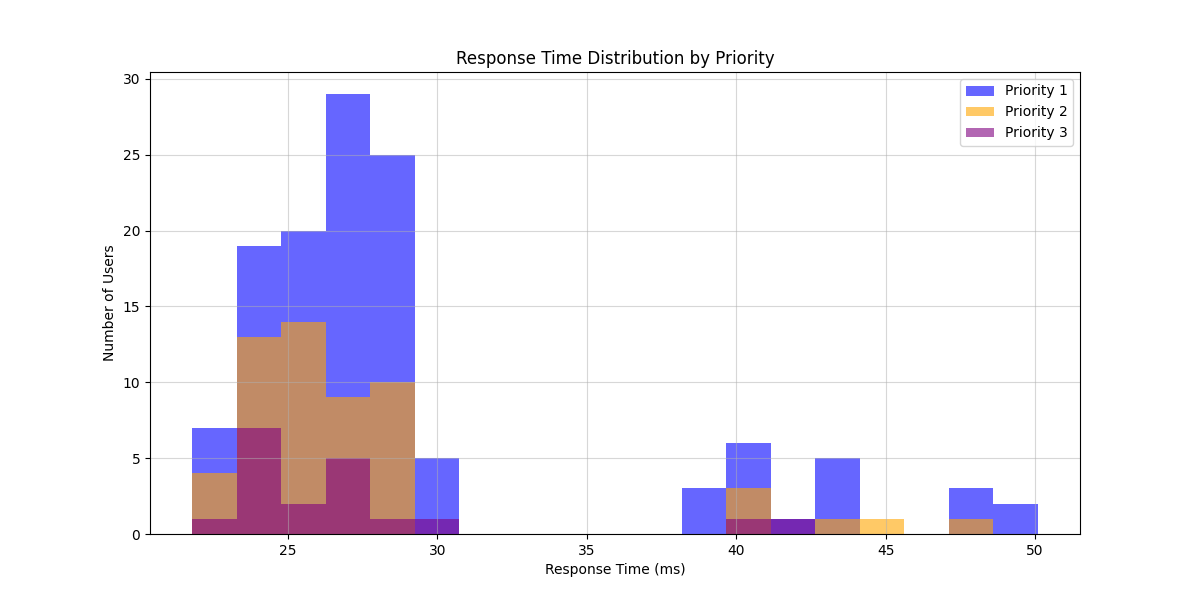 Response Time Distribution by Priority
30
25
20
15
10
5
0
Number of Users
Priority 1
Priority 2
Priority 3
25 30 35 40 45 50
Response Time (ms)